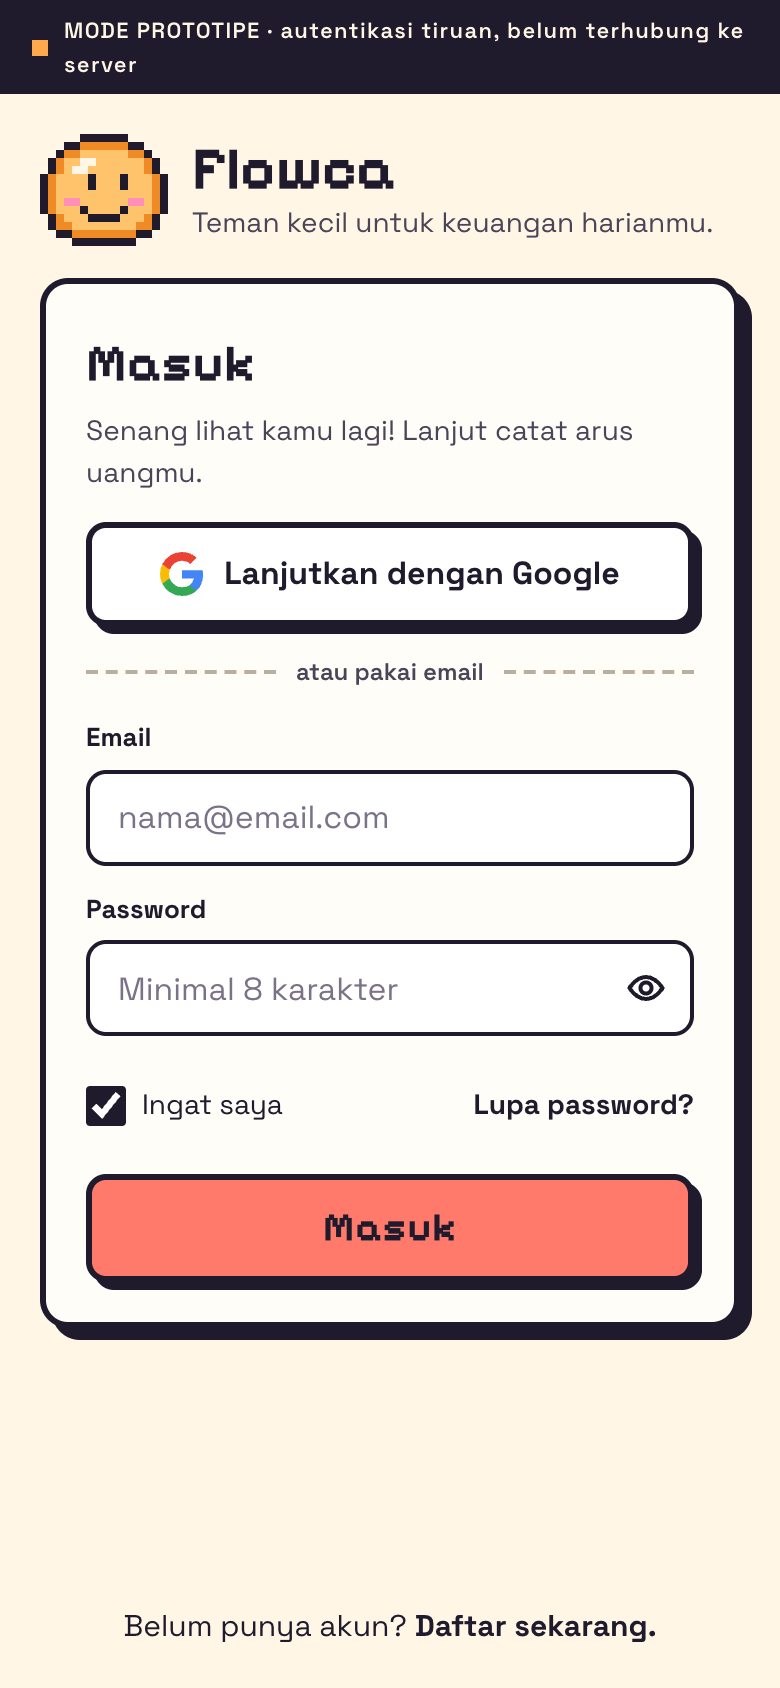 MODE PROTOTIPE · autentikasi tiruan, belum terhubung ke
server
Flowca
Teman kecil untuk keuangan harianmu.
Masuk
Senang lihat kamu lagi! Lanjut catat arus
uangmu.
Lanjutkan dengan Google
atau pakai email
Email
nama@email.com
Password
Minimal 8 karakter
Ingat saya
Lupa password?
Masuk
Belum punya akun? Daftar sekarang.